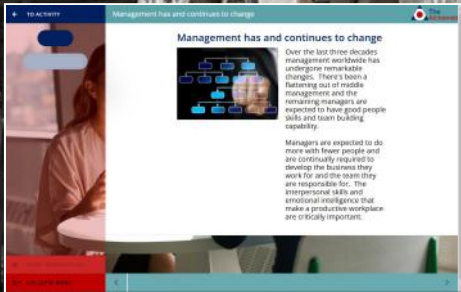 ← TO ACTIVITY
Management has and continues to change
The
Management has and continues to change
Over the last three decades
management worldwide has
undergone remarkable
changes. There's been a
flattening out of middle
management and the
remaining managers are
expected to have good people
skills and team building
capability.
Managers are expected to do
more with fewer people and
are continually required to
develop the business they
work for and the team they
are responsible for. The
interpersonal skills and
emotional intelligence that
make a productive workplace
are critically important.